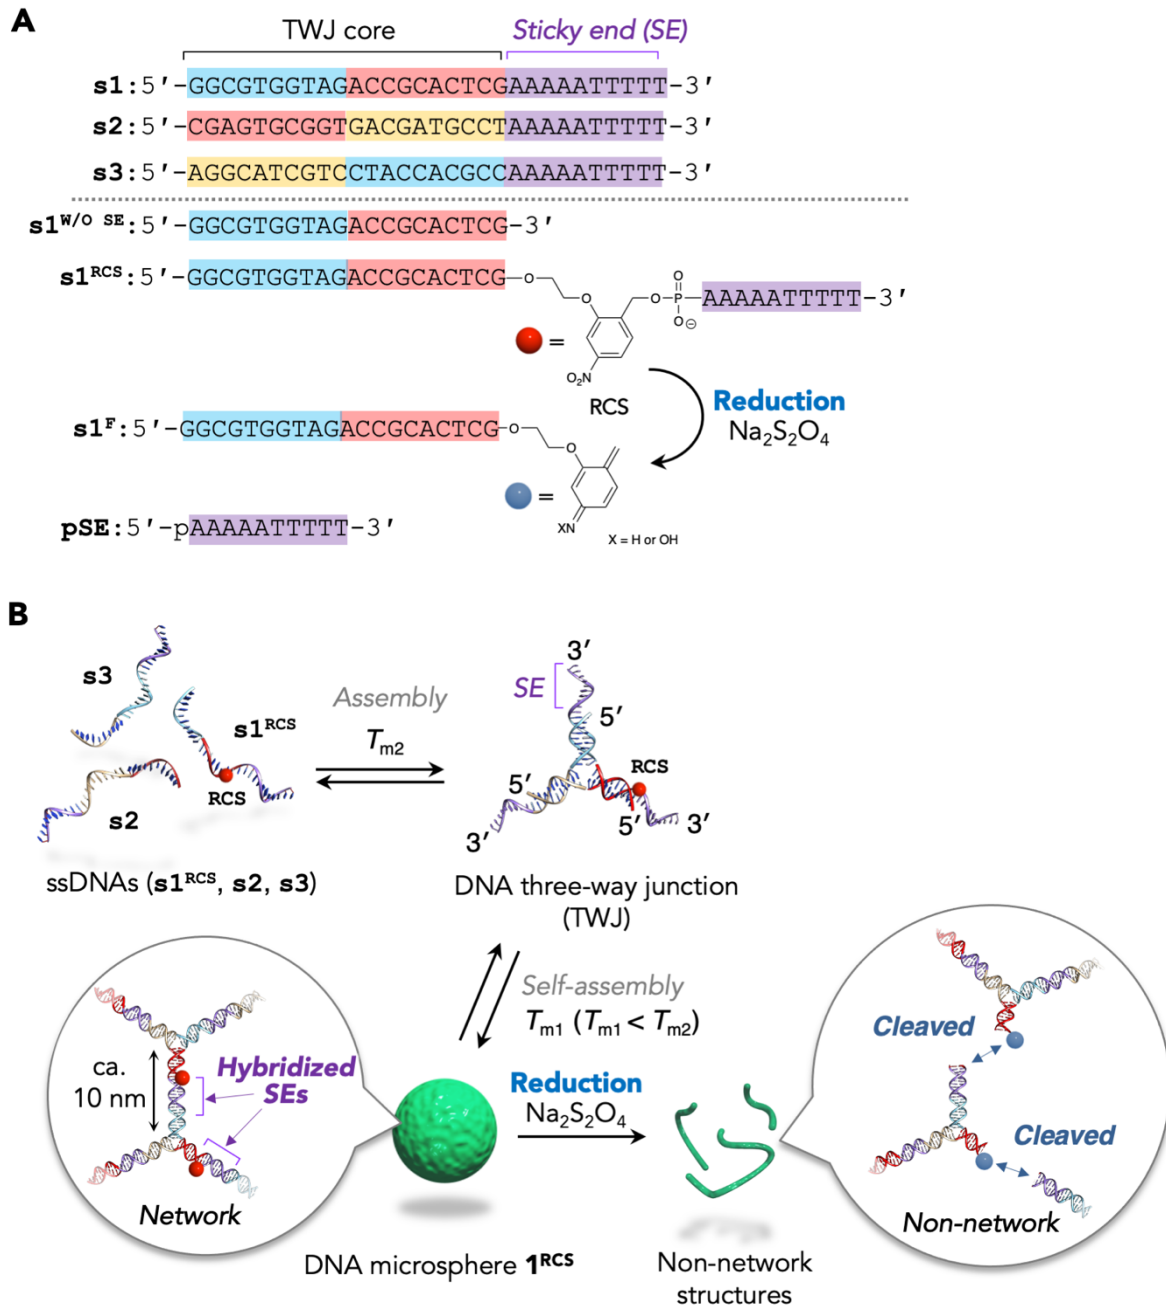 A
TWJ core
Sticky end (SE)
s1:5′-GGCGTGGTAGACCGCACTCGAAAAATTTTT-3′
s2:5′-CGAGTGCGGTGACGATGCCTAAAAATTTTT-3′
s3:5′-AGGCATCGTCCTACCACGCCAAAAATTTTT-3′
s1W/O SE:5′-GGCGTGGTAGACCGCACTCG-3′
s1RCS:5′-GGCGTGGTAGACCGCACTCG-O
O
O-P
O
O⊖
AAAAATTTTT-3′
=
O2N
RCS
Reduction
Na2S2O4
s1F:5′-GGCGTGGTAGACCGCACTCG-O
O
=
XN
X = H or OH
pSE:5′-pAAAAATTTTT-3′
B
s3
s1RCS
RCS
s2
ssDNAs (s1RCS, s2, s3)
Assembly
Tm2
3′
SE
5′
RCS
5′
5′
3′
3′
DNA three-way junction
(TWJ)
Self-assembly
Tm1 (Tm1 < Tm2)
ca.
10 nm
Hybridized
SEs
Network
Reduction
Na2S2O4
DNA microsphere 1RCS
Non-network
structures
Cleaved
Cleaved
Non-network